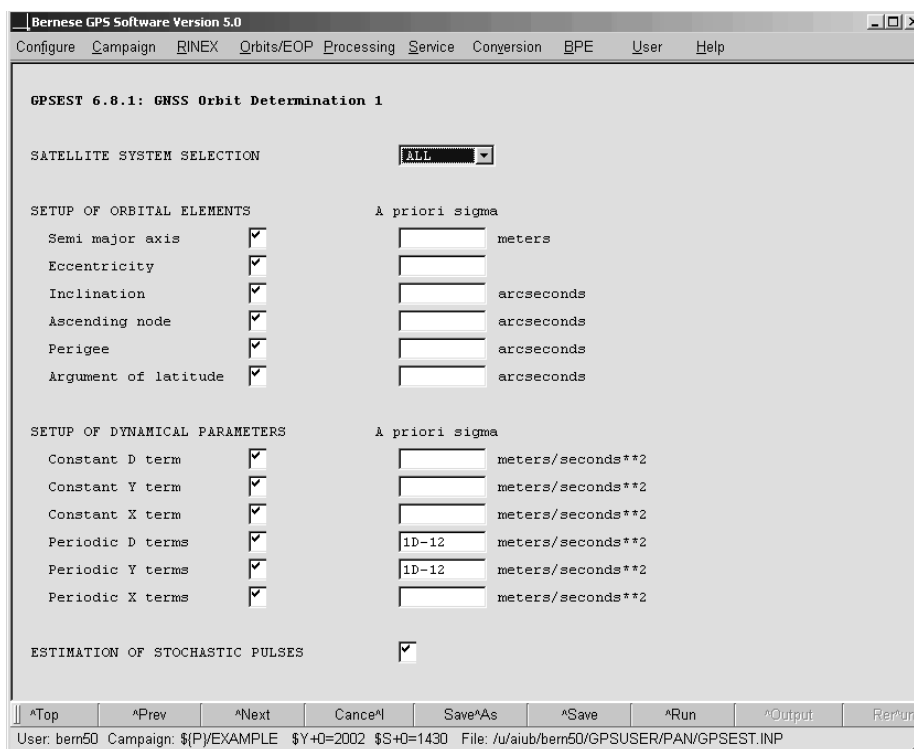 Bernese GPS Software Version 5.0
Configure Campaign RINEX Orbits/EOP Processing Service Conversion BPE User Help
GPSEST 6.8.1: GNSS Orbit Determination 1
SATELLITE SYSTEM SELECTION ALL
SETUP OF ORBITAL ELEMENTS A priori sigma
Semi major axis meters
Eccentricity
Inclination arcseconds
Ascending node arcseconds
Perigee arcseconds
Argument of latitude arcseconds
SETUP OF DYNAMICAL PARAMETERS A priori sigma
Constant D term meters/seconds**2
Constant Y term meters/seconds**2
Constant X term meters/seconds**2
Periodic D terms 1D-12 meters/seconds**2
Periodic Y terms 1D-12 meters/seconds**2
Periodic X terms meters/seconds**2
ESTIMATION OF STOCHASTIC PULSES
^Top ^Prev ^Next Cance^l Save^As ^Save ^Run ^Output Rer^un
User: bern50 Campaign: ${P}/EXAMPLE $Y+0=2002 $S+0=1430 File: /u/aiub/bern50/GPSUSER/PAN/GPSEST.INP